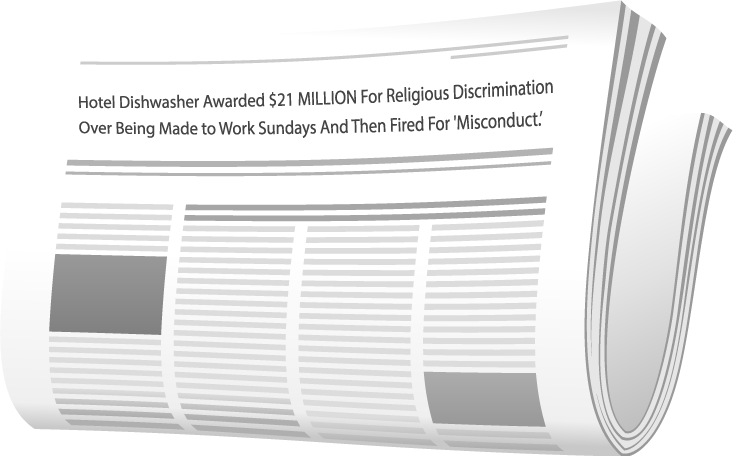 Hotel Dishwasher Awarded $21 MILLION For Religious Discrimination
Over Being Made to Work Sundays And Then Fired For 'Misconduct.'